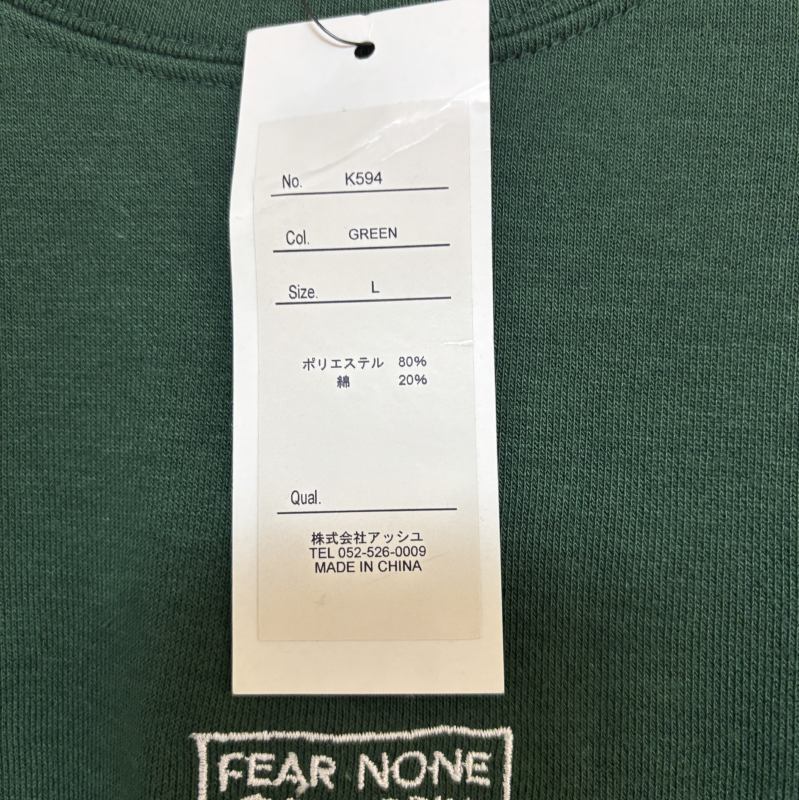 No. K594
Col. GREEN
Size. L
ポリエステル 80%
綿 20%
Qual.
株式会社アッシュ
TEL 052-526-0009
MADE IN CHINA
FEAR NONE